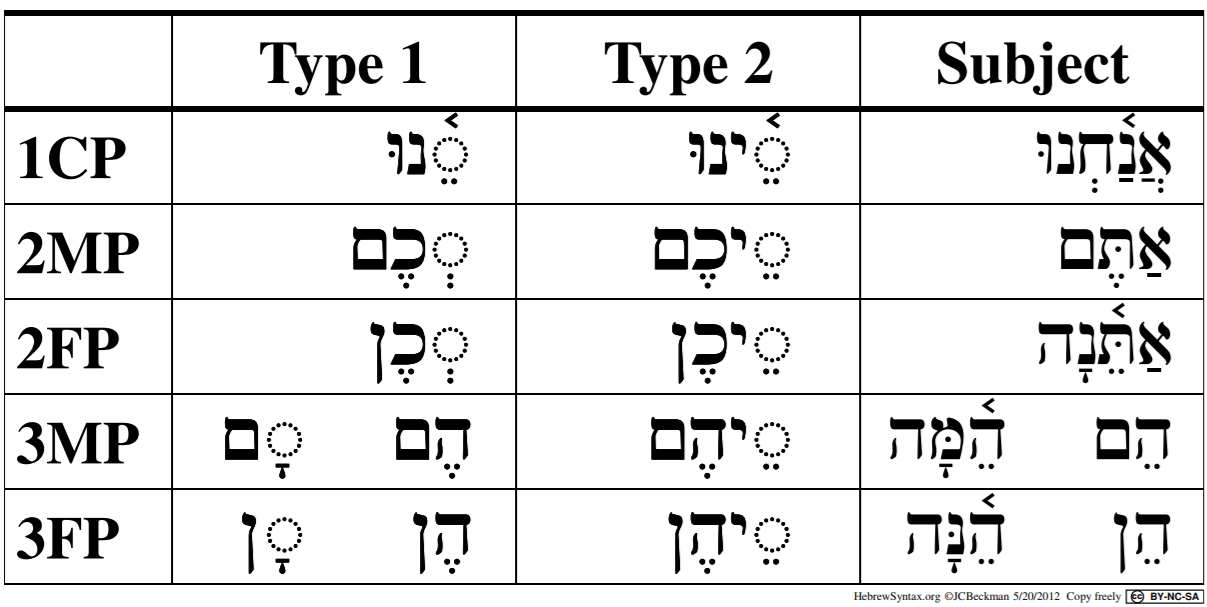 Type 1 Type 2 Subject
1CP ◌ֵ֫נוּ ◌ֵ֫ינוּ אֲנַ֫חְנוּ
2MP ◌ְכֶם ◌ֵיכֶם אַתֶּם
2FP ◌ְכֶן ◌ֵיכֶן אַתֵּ֫נָה
3MP הֶם ◌ָם ◌ֵיהֶם הֵם הֵ֫מָּה
3FP הֶן ◌ָן ◌ֵיהֶן הֵן הֵ֫נָּה
HebrewSyntax.org ©JCBeckman 5/20/2012 Copy freely cc BY-NC-SA